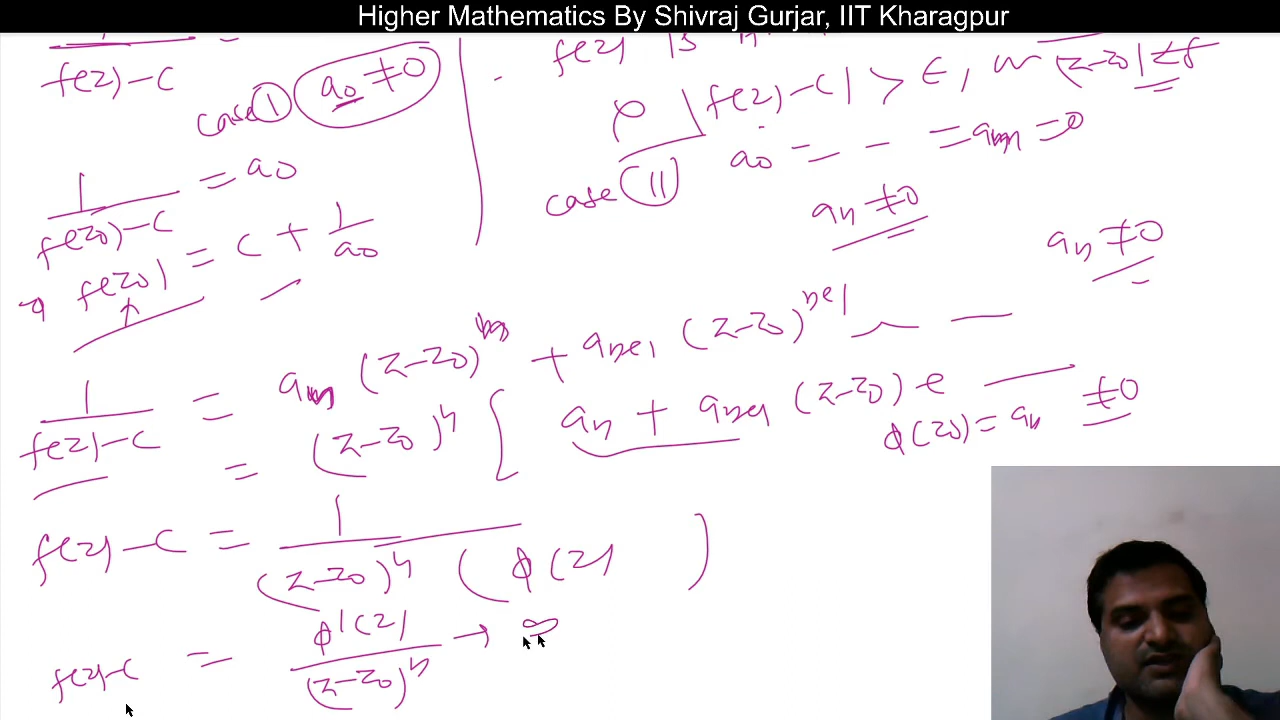 Higher Mathematics By Shivraj Gurjar, IIT Kharagpur
f(z)-c
case (1) a0 ≠ 0
f(z) is
|f(z)-c| > ϵ, |z-z0| < δ
1/(f(z0)-c) = a0
case (11) a0 = - - = = 0
an ≠ 0
⇒ f(z0) = c + 1/a0
an ≠ 0
1/(f(z)-c) = an (z-z0)^n + an+1 (z-z0)^n+1 — —
= (z-z0)^n [ an + an+1 (z-z0) + —
ϕ(z0) = an ≠ 0
f(z)-c = 1/((z-z0)^n (ϕ(z) ))
f(z)-c = ϕ'(z)/(z-z0)^n → ∞